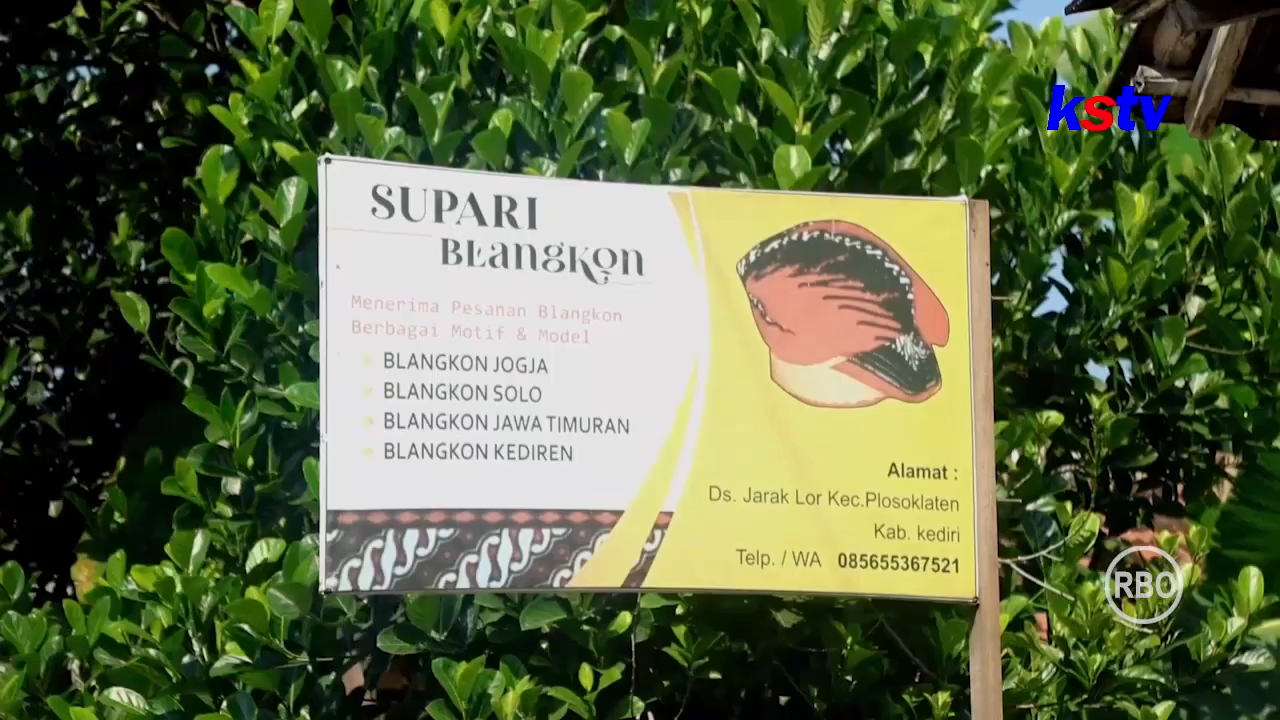 kstv
SUPARI
BLANGKON
Menerima Pesanan Blangkon
Berbagai Motif & Model
BLANGKON JOGJA
BLANGKON SOLO
BLANGKON JAWA TIMURAN
BLANGKON KEDIREN
Alamat :
Ds. Jarak Lor Kec.Plosoklaten
Kab. kediri
Telp. / WA 085655367521
RBO